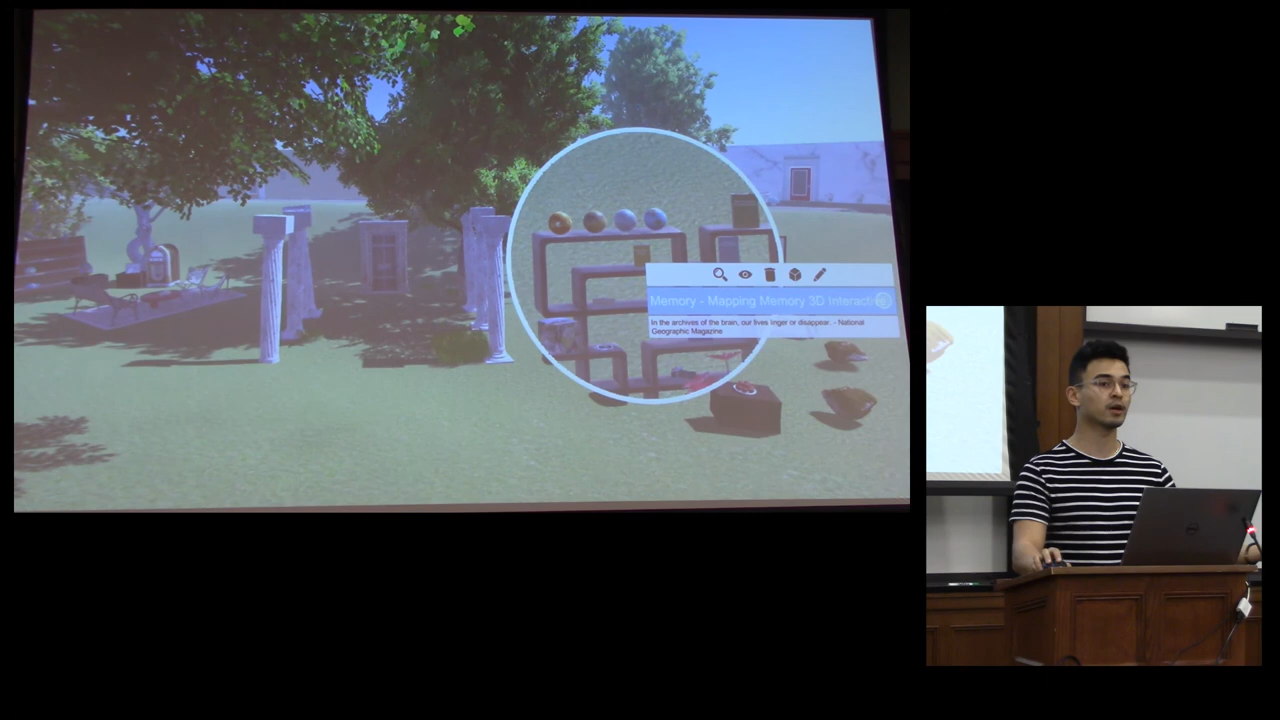 Memory - Mapping Memory 3D Interact
In the archives of the brain, our lives linger or disappear. - National
Geographic Magazine
DELL